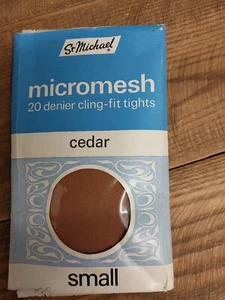 St Michael®
micromesh
20 denier cling-fit tights
cedar
small